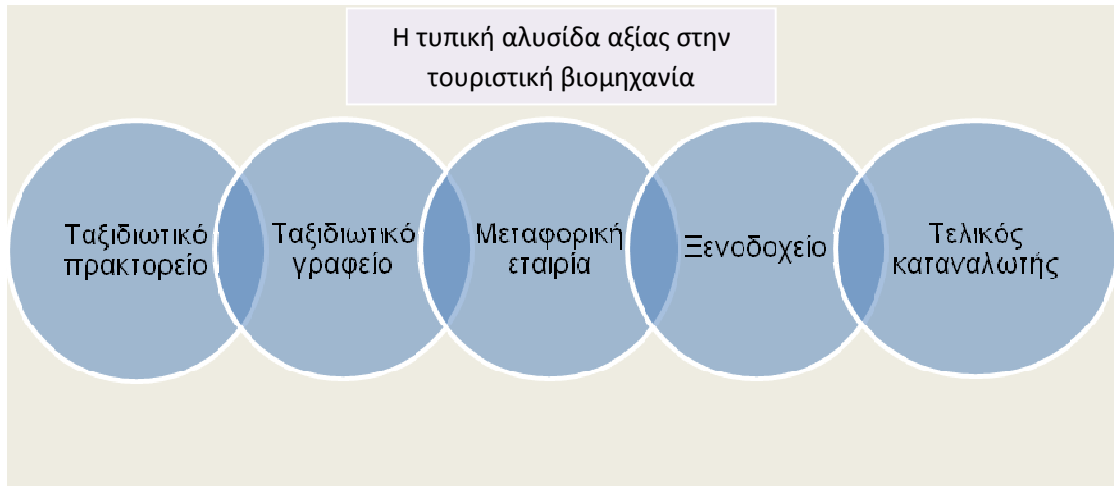 Η τυπική αλυσίδα αξίας στην
τουριστική βιομηχανία
Ταξιδιωτικό
πρακτορείο
Ταξιδιωτικό
γραφείο
Μεταφορική
εταιρία
Ξενοδοχείο
Τελικός
καταναλωτής